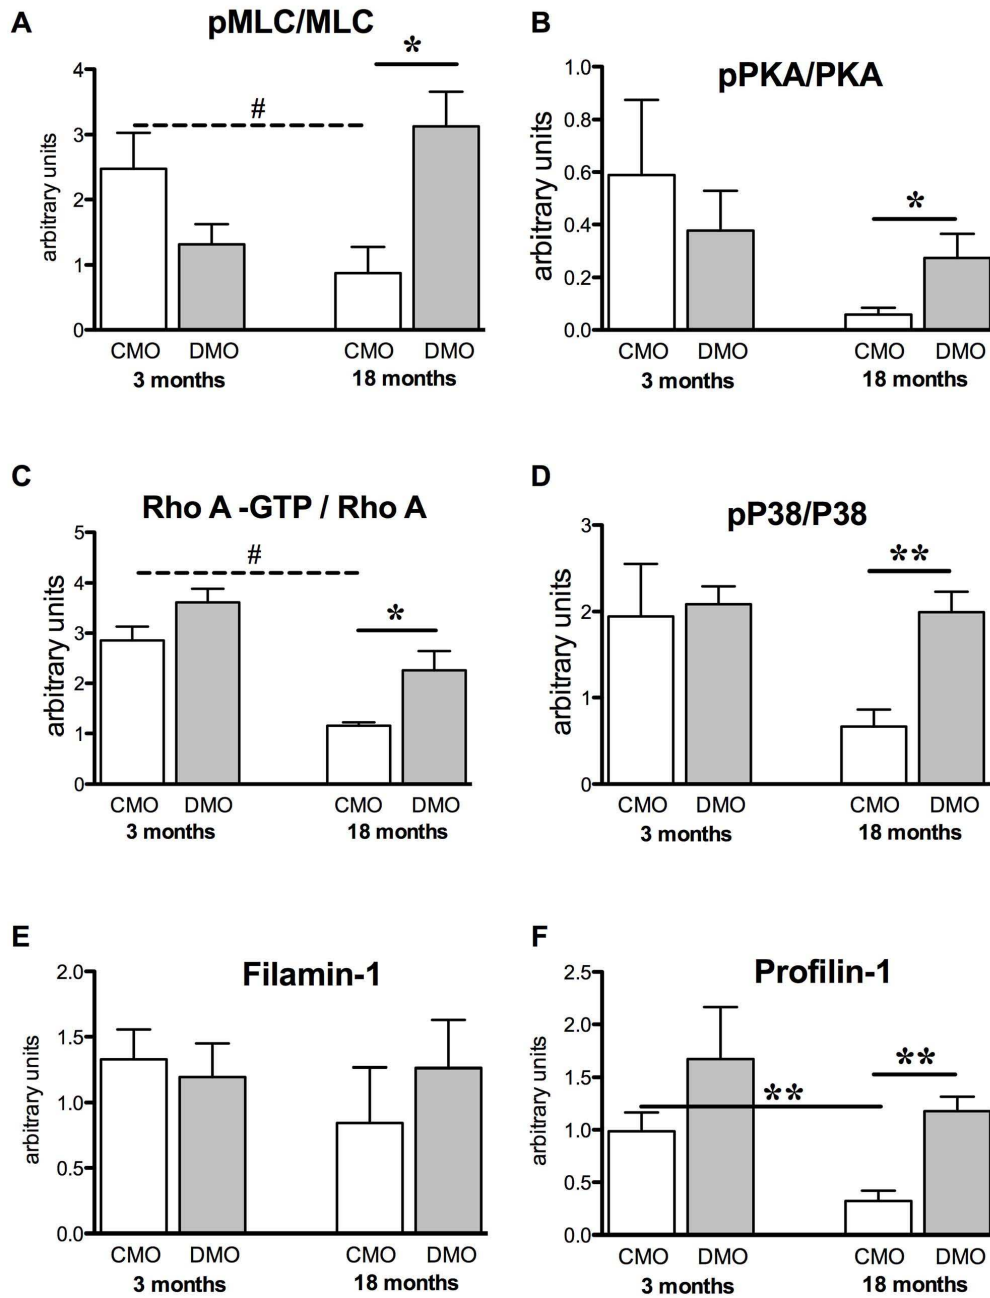 A
pMLC/MLC
*
#
arbitrary units
4
3
2
1
0
CMO DMO CMO DMO
3 months 18 months
B
pPKA/PKA
*
arbitrary units
1.0
0.8
0.6
0.4
0.2
0.0
CMO DMO CMO DMO
3 months 18 months
C
Rho A -GTP / Rho A
#
*
arbitrary units
5
4
3
2
1
0
CMO DMO CMO DMO
3 months 18 months
D
pP38/P38
**
arbitrary units
3
2
1
0
CMO DMO CMO DMO
3 months 18 months
E
Filamin-1
arbitrary units
2.0
1.5
1.0
0.5
0.0
CMO DMO CMO DMO
3 months 18 months
F
Profilin-1
**
**
arbitrary units
2.5
2.0
1.5
1.0
0.5
0.0
CMO DMO CMO DMO
3 months 18 months